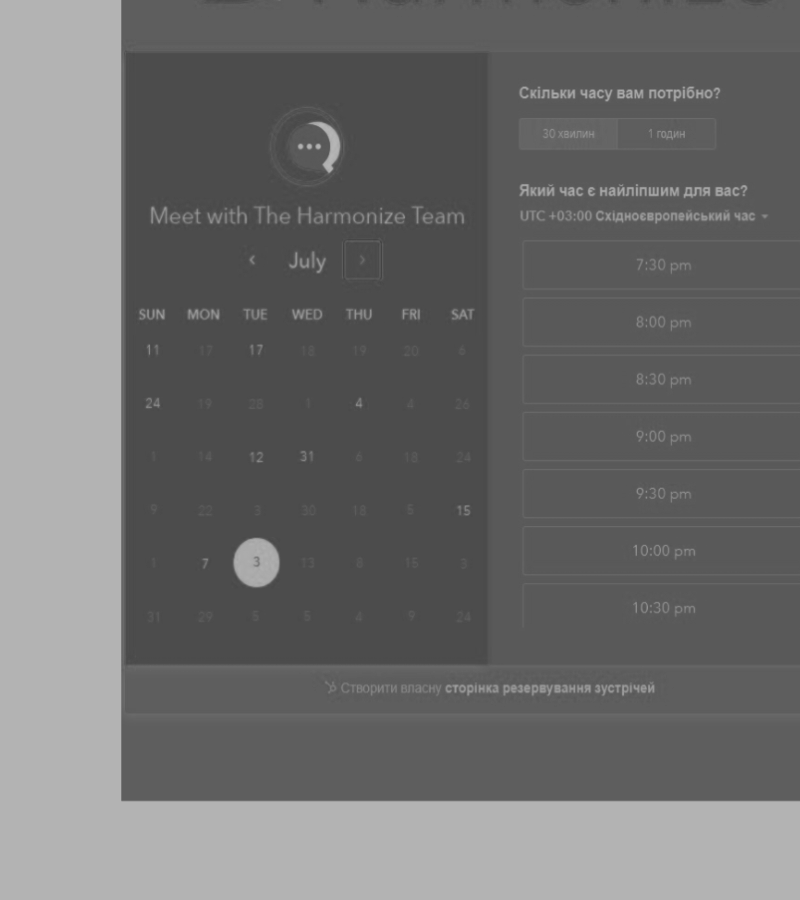 Meet with The Harmonize Team
‹ July ›
SUN MON TUE WED THU FRI SAT
11 17 17 18 19 20 6
24 19 28 1 4 4 26
9 14 12 31 6 18 24
9 22 3 30 18 5 15
1 7 3 13 8 15 3
31 29 5 5 4 9 24
Скільки часу вам потрібно?
30 хвилин 1 годин
Який час є найліпшим для вас?
UTC +03:00 Східноєвропейський час
7:30 pm
8:00 pm
8:30 pm
9:00 pm
9:30 pm
10:00 pm
10:30 pm
Створити власну сторінка резервування зустрічей